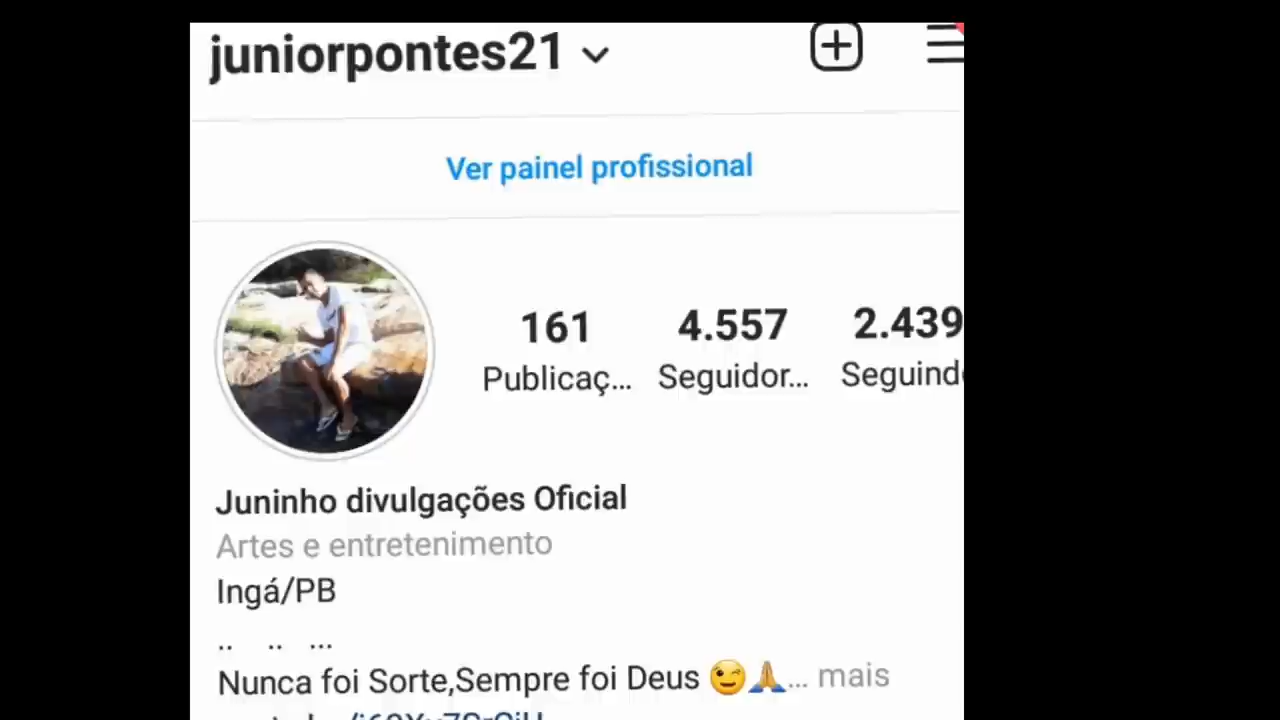 juniorpontes21
Ver painel profissional
161 4.557 2.439
Publicaç... Seguidor... Seguind
Juninho divulgações Oficial
Artes e entretenimento
Ingá/PB
.. .. ...
Nunca foi Sorte,Sempre foi Deus 😉🙏... mais